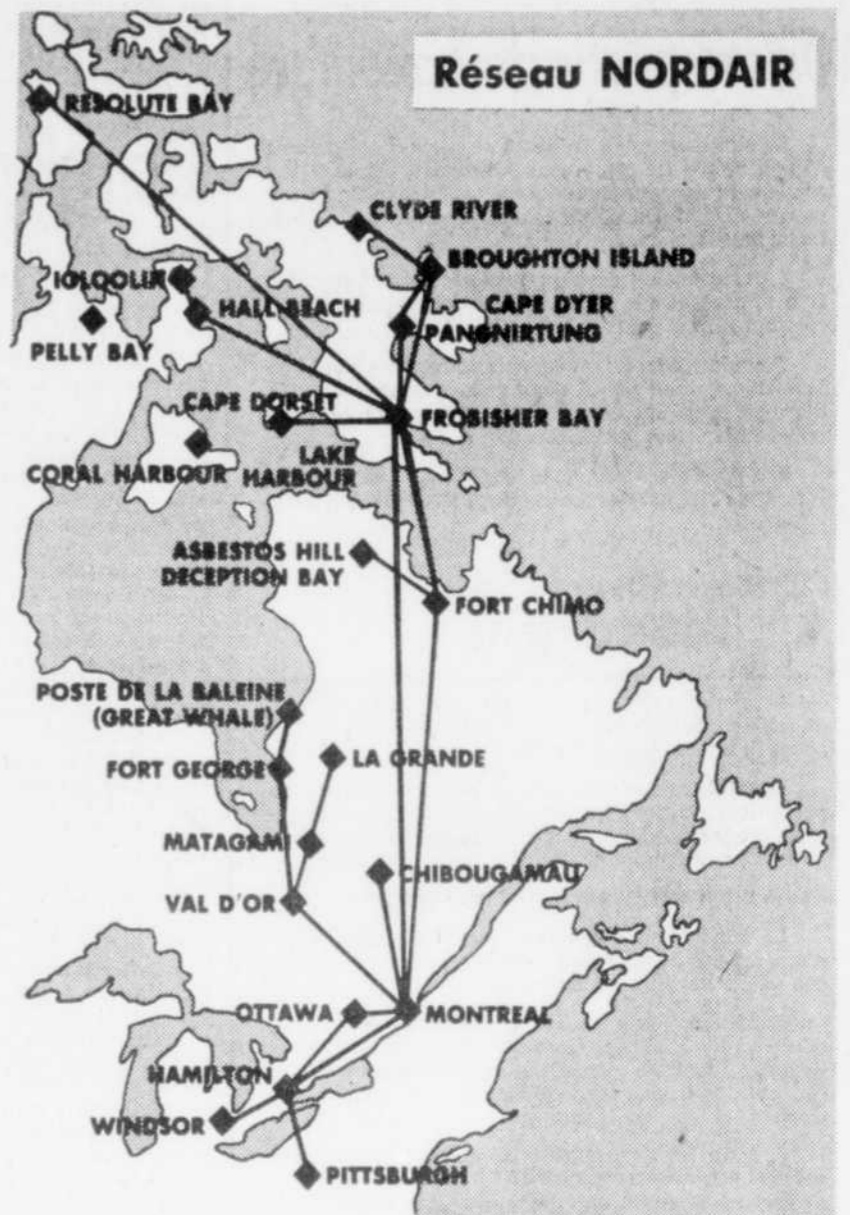 Réseau NORDAIR
RESOLUTE BAY
CLYDE RIVER
BROUGHTON ISLAND
IGLOOLIK
HALL BEACH
CAPE DYER
PANGNIRTUNG
PELLY BAY
CAPE DORSET
FROBISHER BAY
LAKE
HARBOUR
CORAL HARBOUR
ASBESTOS HILL
DECEPTION BAY
FORT CHIMO
POSTE DE LA BALEINE
(GREAT WHALE)
LA GRANDE
FORT GEORGE
MATAGAMI
CHIBOUGAMAU
VAL D'OR
OTTAWA
MONTREAL
HAMILTON
WINDSOR
PITTSBURGH